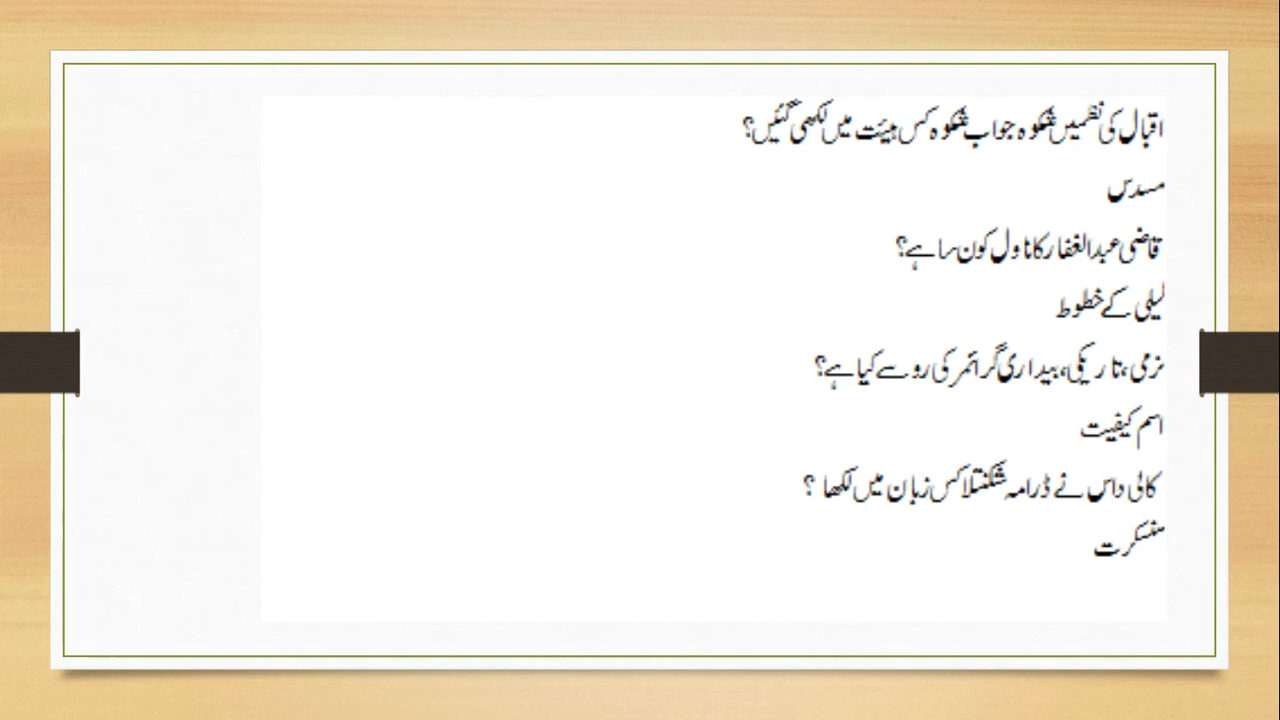 اقبال کی نظمیں شکوہ جواب شکوہ کس ہیئت میں لکھی گئیں؟
مسدس
قاضی عبدالغفار کا ناول کون سا ہے؟
لیلی کے خطوط
نرمی،تاریکی،بیداری گرائمر کی رو سے کیا ہے؟
اسم کیفیت
کالی داس نے ڈرامہ شکنتلا کس زبان میں لکھا ؟
سنسکرت